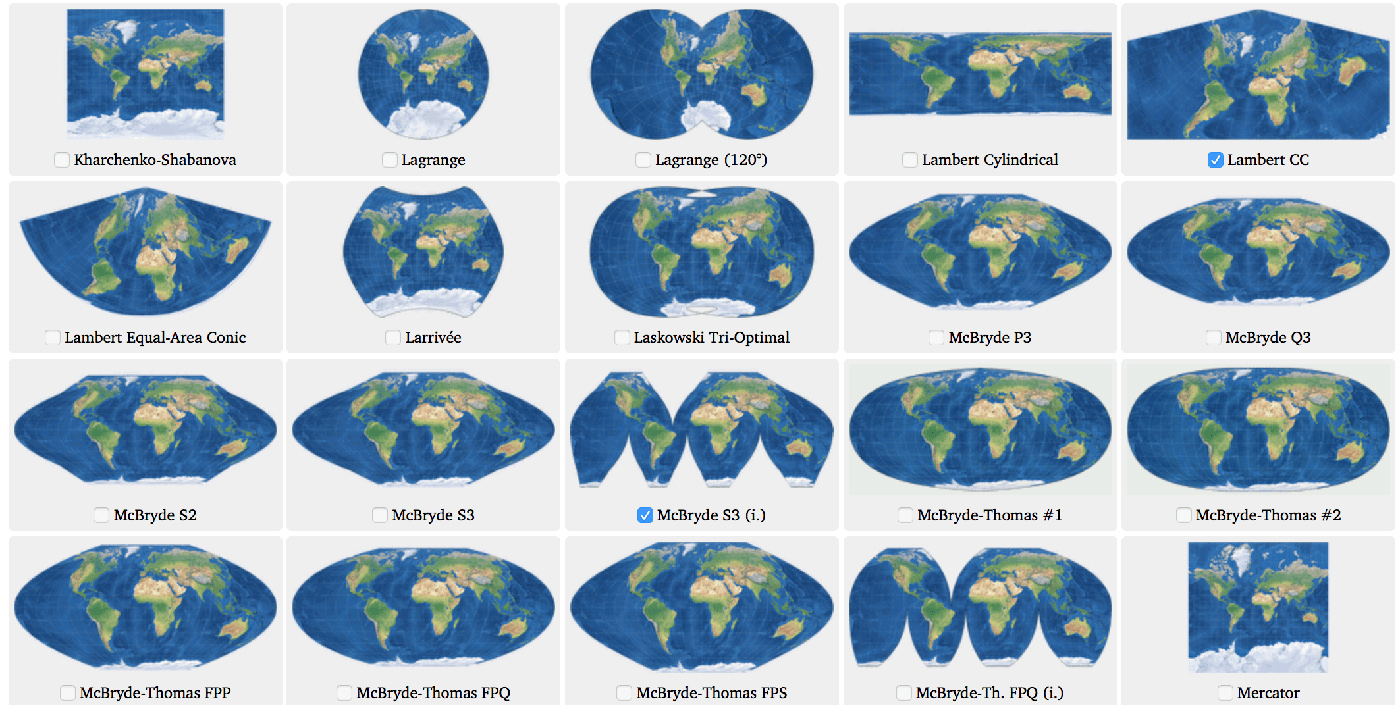 Kharchenko-Shabanova
Lagrange
Lagrange (120°)
Lambert Cylindrical
Lambert CC
Lambert Equal-Area Conic
Larrivée
Laskowski Tri-Optimal
McBryde P3
McBryde Q3
McBryde S2
McBryde S3
McBryde S3 (i.)
McBryde-Thomas #1
McBryde-Thomas #2
McBryde-Thomas FPP
McBryde-Thomas FPQ
McBryde-Thomas FPS
McBryde-Th. FPQ (i.)
Mercator